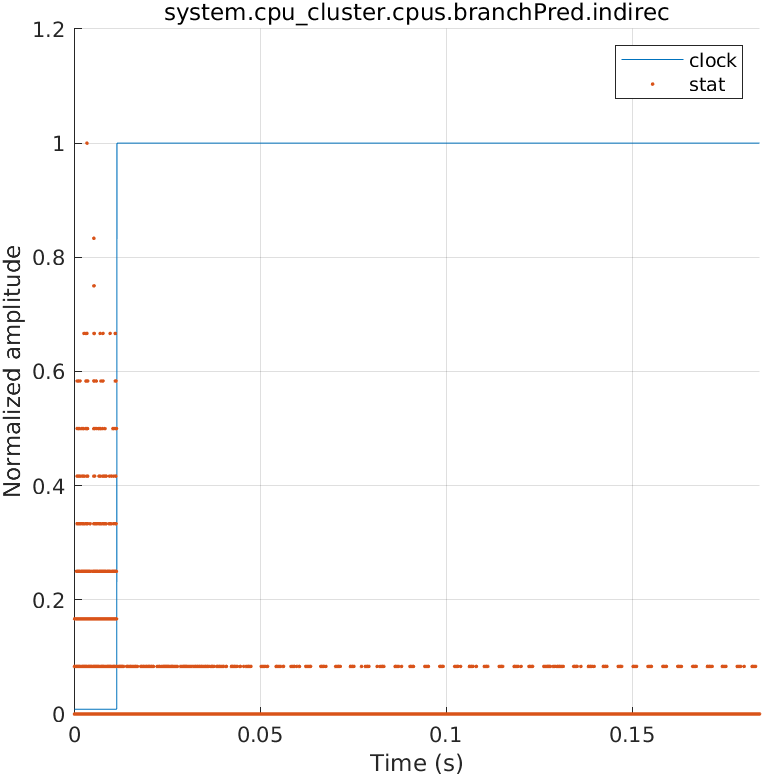 system.cpu_cluster.cpus.branchPred.indirec
1.2
1
0.8
0.6
0.4
0.2
0
Normalized amplitude
clock
stat
0 0.05 0.1 0.15
Time (s)